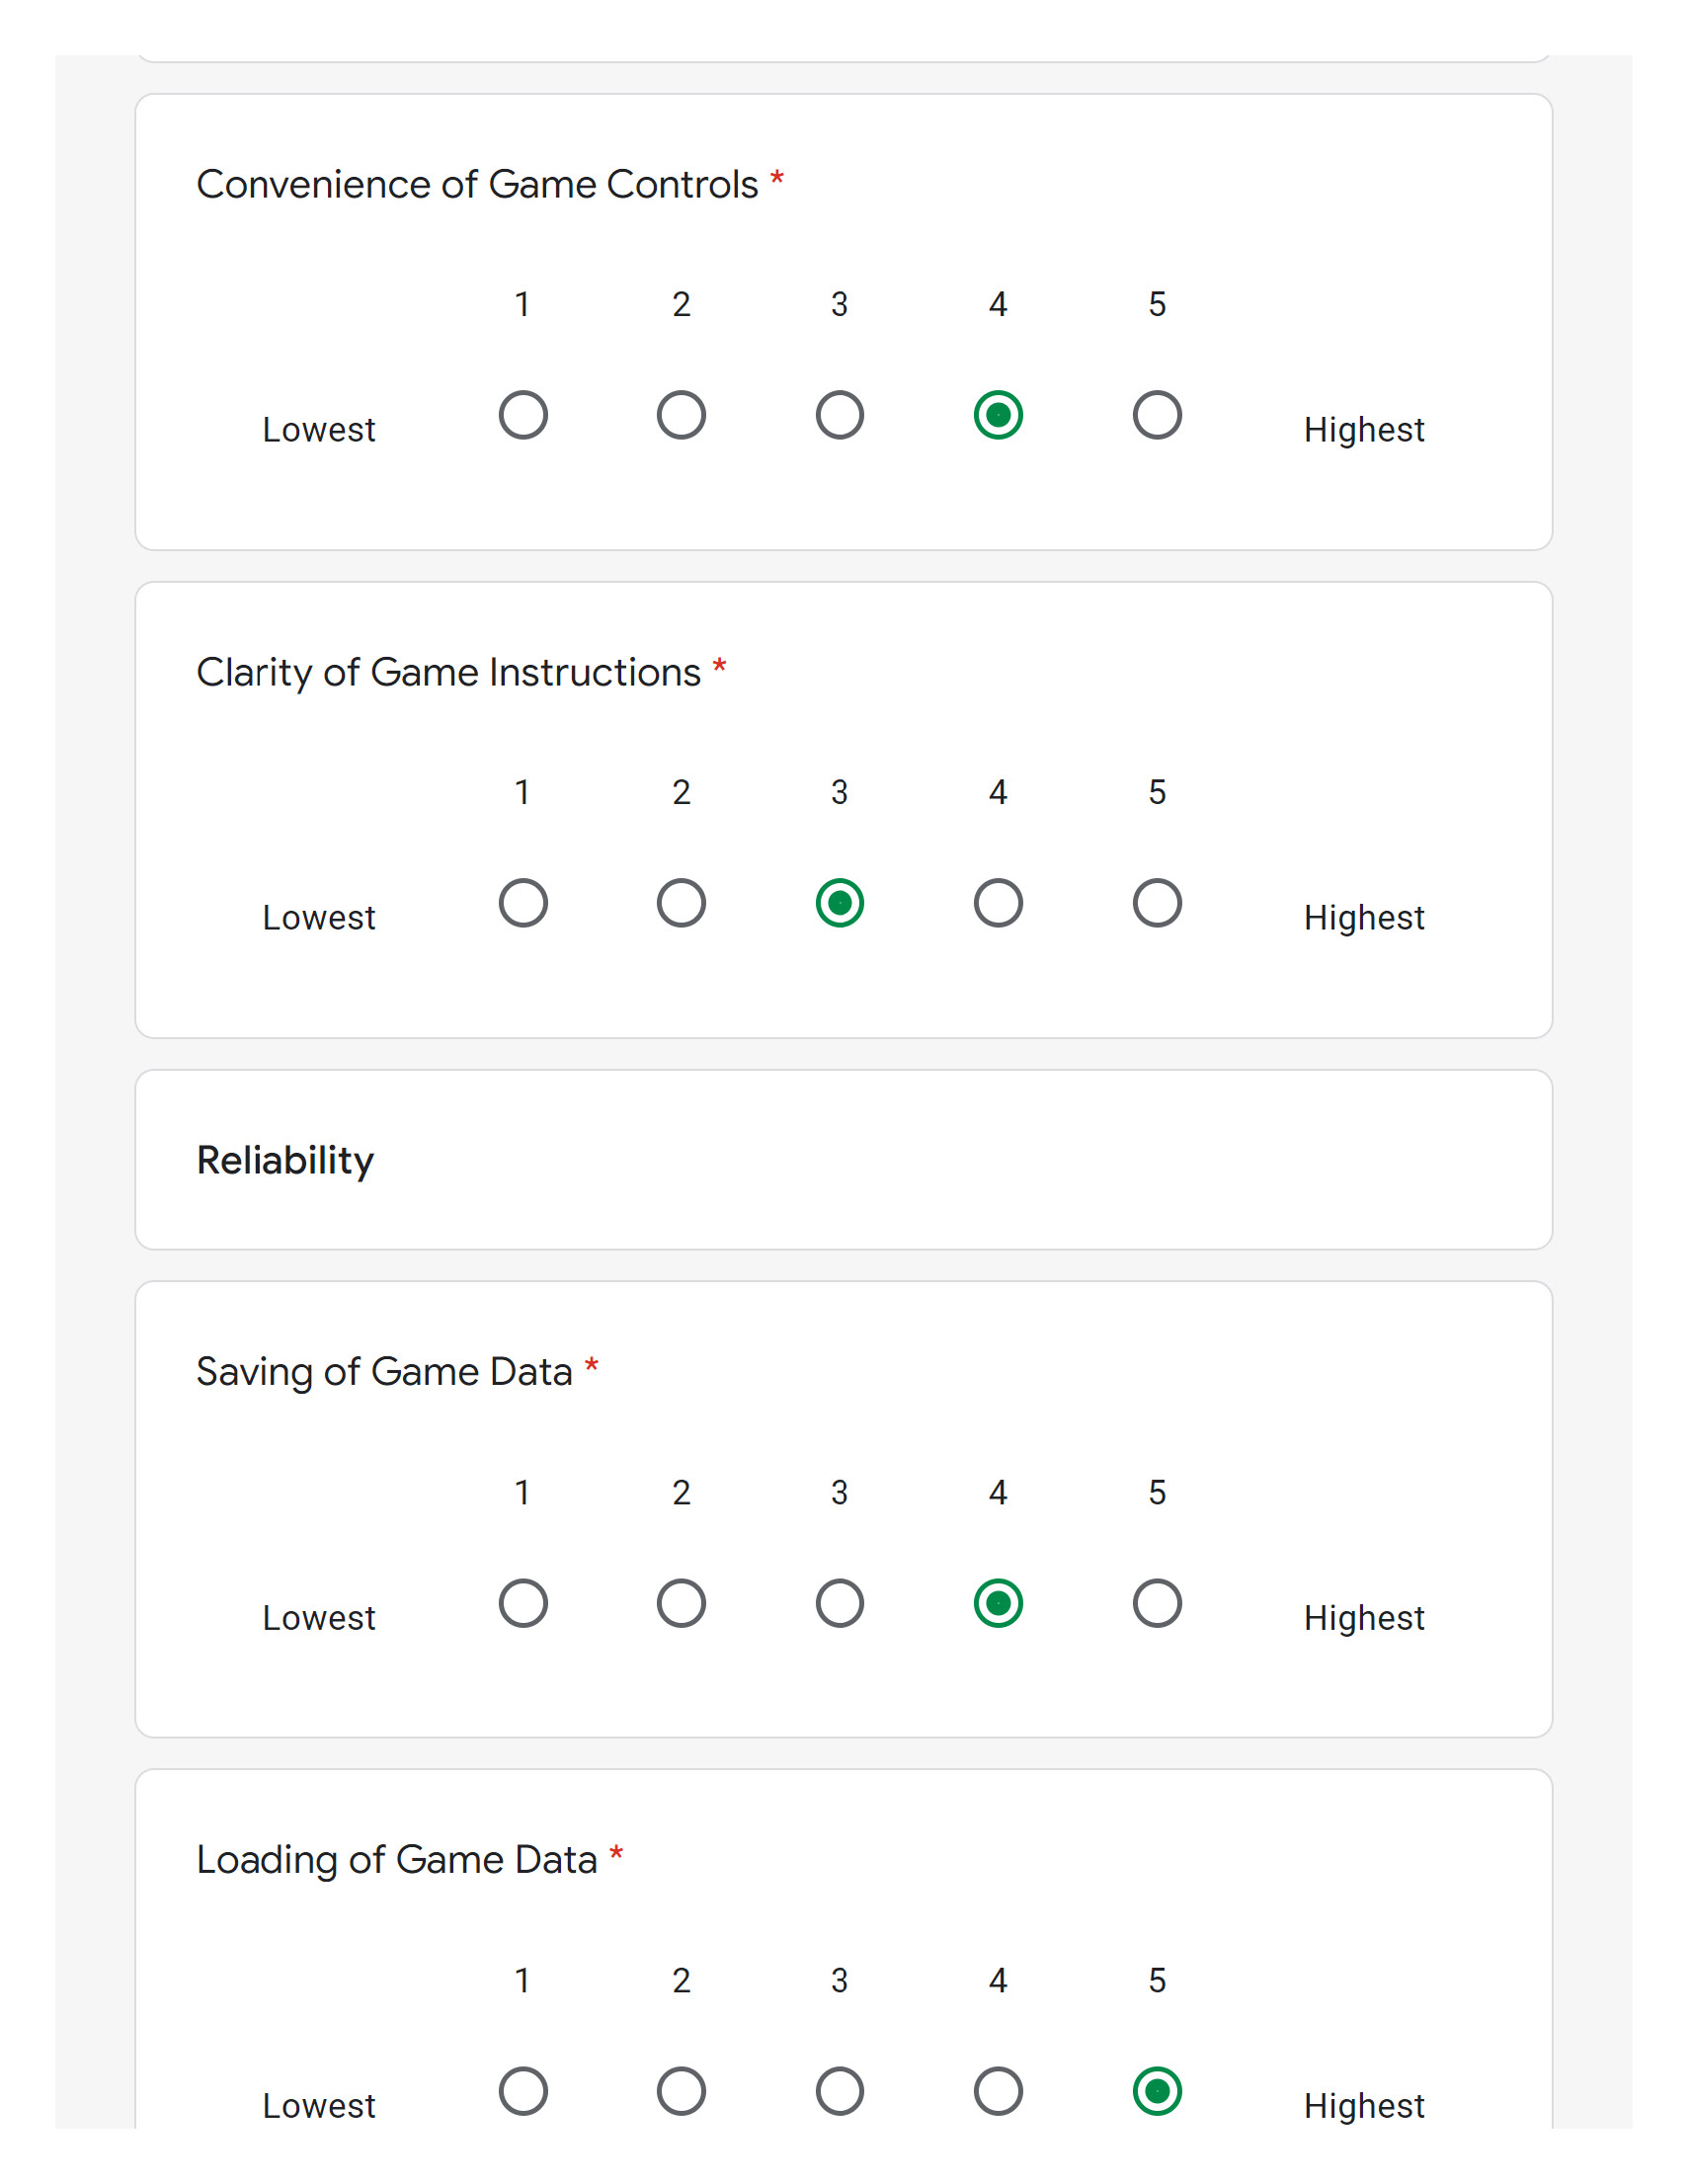 Convenience of Game Controls *
1 2 3 4 5
Lowest Highest
Clarity of Game Instructions *
1 2 3 4 5
Lowest Highest
Reliability
Saving of Game Data *
1 2 3 4 5
Lowest Highest
Loading of Game Data *
1 2 3 4 5
Lowest Highest